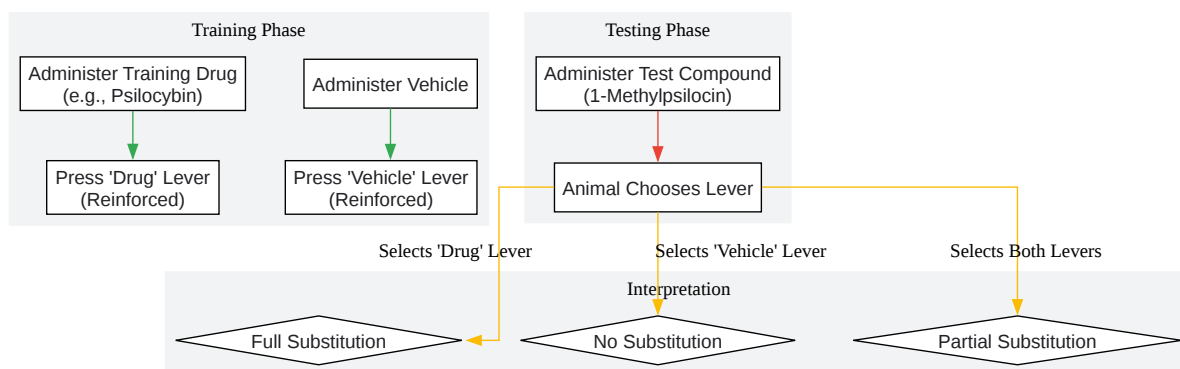 Training Phase
Administer Training Drug
(e.g., Psilocybin)
Administer Vehicle
Press 'Drug' Lever
(Reinforced)
Press 'Vehicle' Lever
(Reinforced)
Testing Phase
Administer Test Compound
(1-Methylpsilocin)
Animal Chooses Lever
Selects 'Drug' Lever
Selects 'Vehicle' Lever
Selects Both Levers
Interpretation
Full Substitution
No Substitution
Partial Substitution